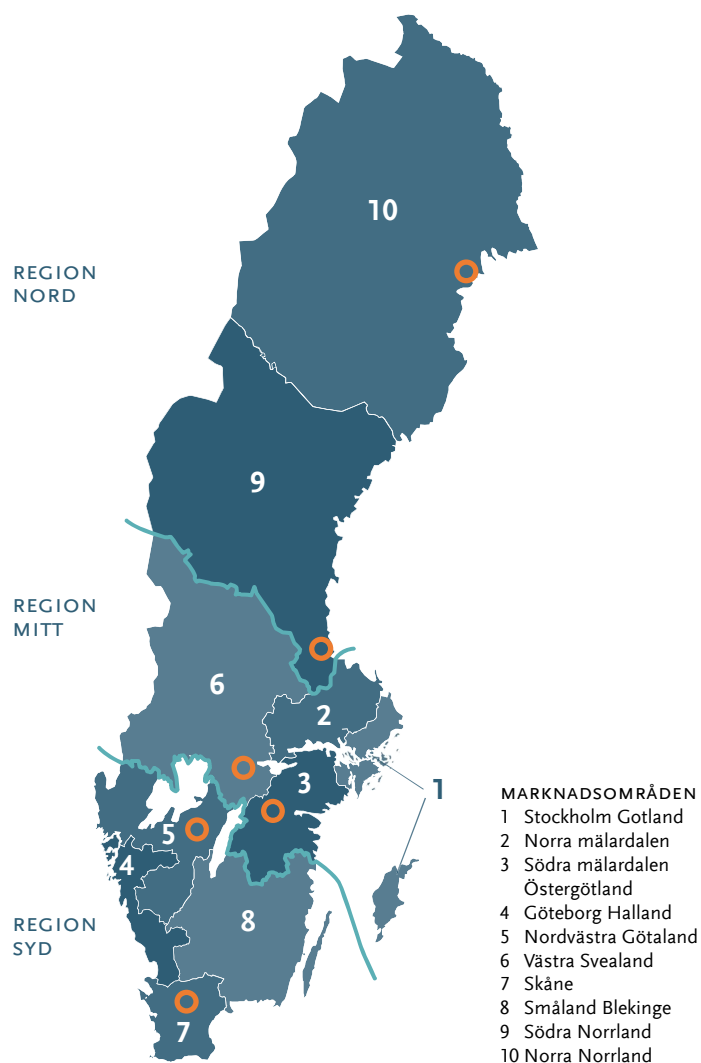 10
REGION
NORD
9
REGION
MITT
6
2
3
1
5
4
8
REGION
SYD
7
MARKNADSOMRÅDEN
1 Stockholm Gotland
2 Norra mälardalen
3 Södra mälardalen
Östergötland
4 Göteborg Halland
5 Nordvästra Götaland
6 Västra Svealand
7 Skåne
8 Småland Blekinge
9 Södra Norrland
10 Norra Norrland